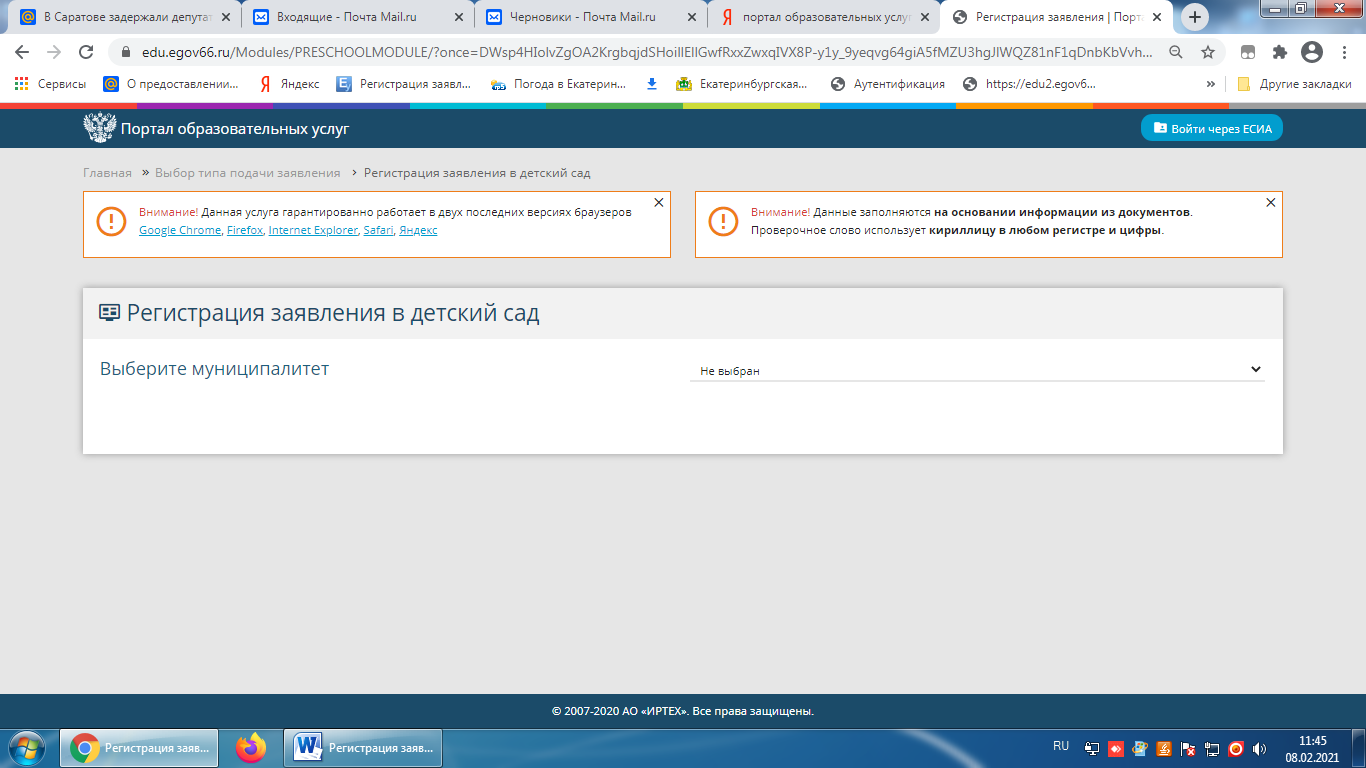 В Саратове задержали депутат
Входящие - Почта Mail.ru
Черновики - Почта Mail.ru
портал образовательных услуг
Регистрация заявления | Порта
edu.egov66.ru/Modules/PRESCHOOLMODULE/?once=
Сервисы
О предоставлении...
Яндекс
Регистрация заявл...
Погода в Екатерин...
Екатеринбургская...
Аутентификация
https://edu2.egov6...
»
Другие закладки
Портал образовательных услуг
Войти через ЕСИА
Главная » Выбор типа подачи заявления › Регистрация заявления в детский сад
Внимание! Данная услуга гарантированно работает в двух последних версиях браузеров
Google Chrome, Firefox, Internet Explorer, Safari, Яндекс
Внимание! Данные заполняются на основании информации из документов.
Проверочное слово использует кириллицу в любом регистре и цифры.
Регистрация заявления в детский сад
Выберите муниципалитет
Не выбран
© 2007-2020 АО «ИРТЕХ». Все права защищены.
Регистрация заяв...
Регистрация заяв...
RU
11:45
08.02.2021